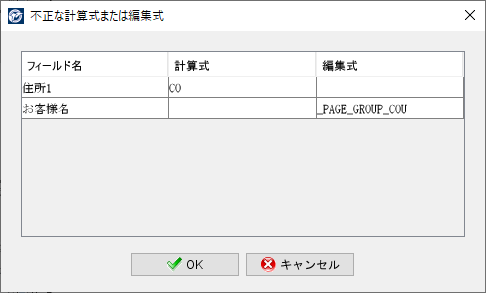 不正な計算式または編集式
フィールド名 計算式 編集式
住所1 CO
お客様名 _PAGE_GROUP_COU
OK キャンセル